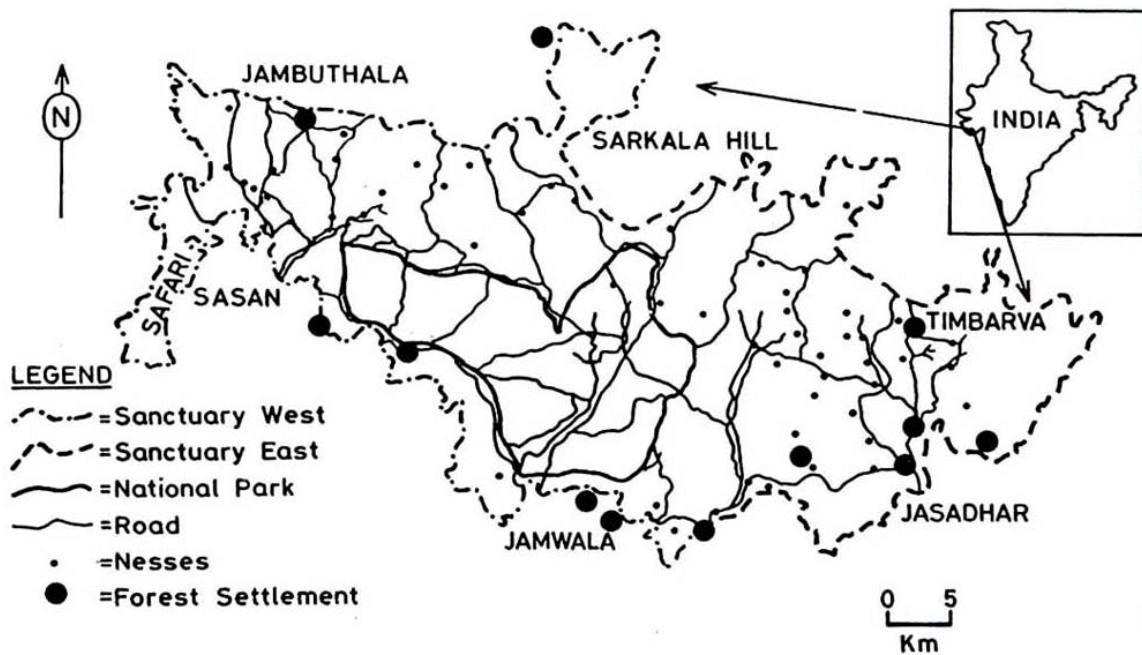 JAMBUTHALA
N
SARKALA HILL
INDIA
SAFARI
SASAN
TIMBARVA
LEGEND
=Sanctuary West
=Sanctuary East
=National Park
=Road
=Nesses
=Forest Settlement
JAMWALA
JASADHAR
0 5
Km